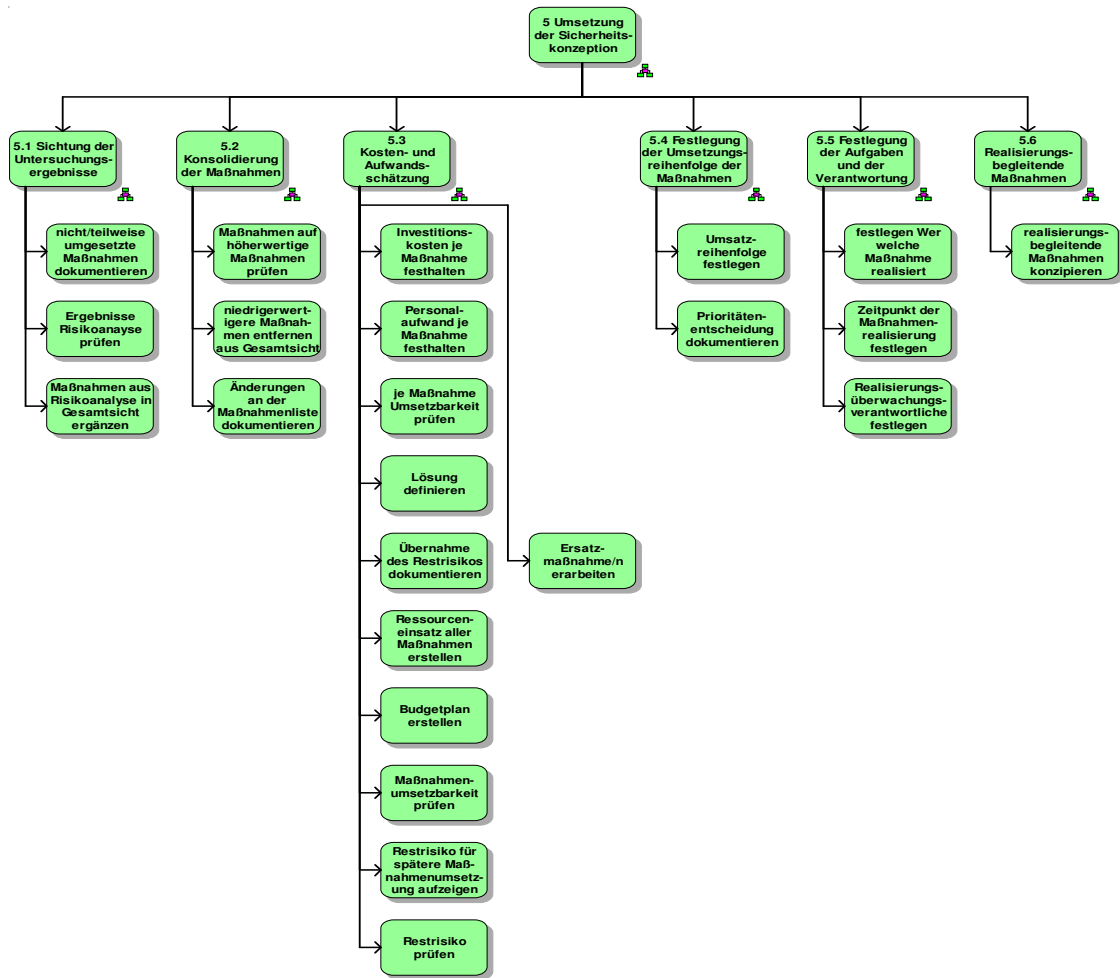 5 Umsetzung
der Sicherheits-
konzeption
5.1 Sichtung der
Untersuchungs-
ergebnisse
5.2
Konsolidierung
der Maßnahmen
5.3
Kosten- und
Aufwands-
schätzung
5.4 Festlegung
der Umsetzungs-
reihenfolge der
Maßnahmen
5.5 Festlegung
der Aufgaben
und der
Verantwortung
5.6
Realisierungs-
begleitende
Maßnahmen
nicht/teilweise
umgesetzte
Maßnahmen
dokumentieren
Ergebnisse
Risikoanayse
prüfen
Maßnahmen aus
Risikoanalyse in
Gesamtsicht
ergänzen
Maßnahmen auf
höherwertige
Maßnahmen
prüfen
niedrigerwert-
igere Maßnah-
men entfernen
aus Gesamtsicht
Änderungen
an der
Maßnahmenliste
dokumentieren
Investitions-
kosten je
Maßnahme
festhalten
Personal-
aufwand je
Maßnahme
festhalten
je Maßnahme
Umsetzbarkeit
prüfen
Lösung
definieren
Übernahme
des Restrisikos
dokumentieren
Ressourcen-
einsatz aller
Maßnahmen
erstellen
Budgetplan
erstellen
Maßnahmen-
umsetzbarkeit
prüfen
Restrisiko für
spätere Maß-
nahmenumsetz-
ung aufzeigen
Restrisiko
prüfen
Ersatz-
maßnahme/n
erarbeiten
Umsatz-
reihenfolge
festlegen
Prioritäten-
entscheidung
dokumentieren
festlegen Wer
welche
Maßnahme
realisiert
Zeitpunkt der
Maßnahmen-
realisierung
festlegen
Realisierungs-
überwachungs-
verantwortliche
festlegen
realisierungs-
begleitende
Maßnahmen
konzipieren